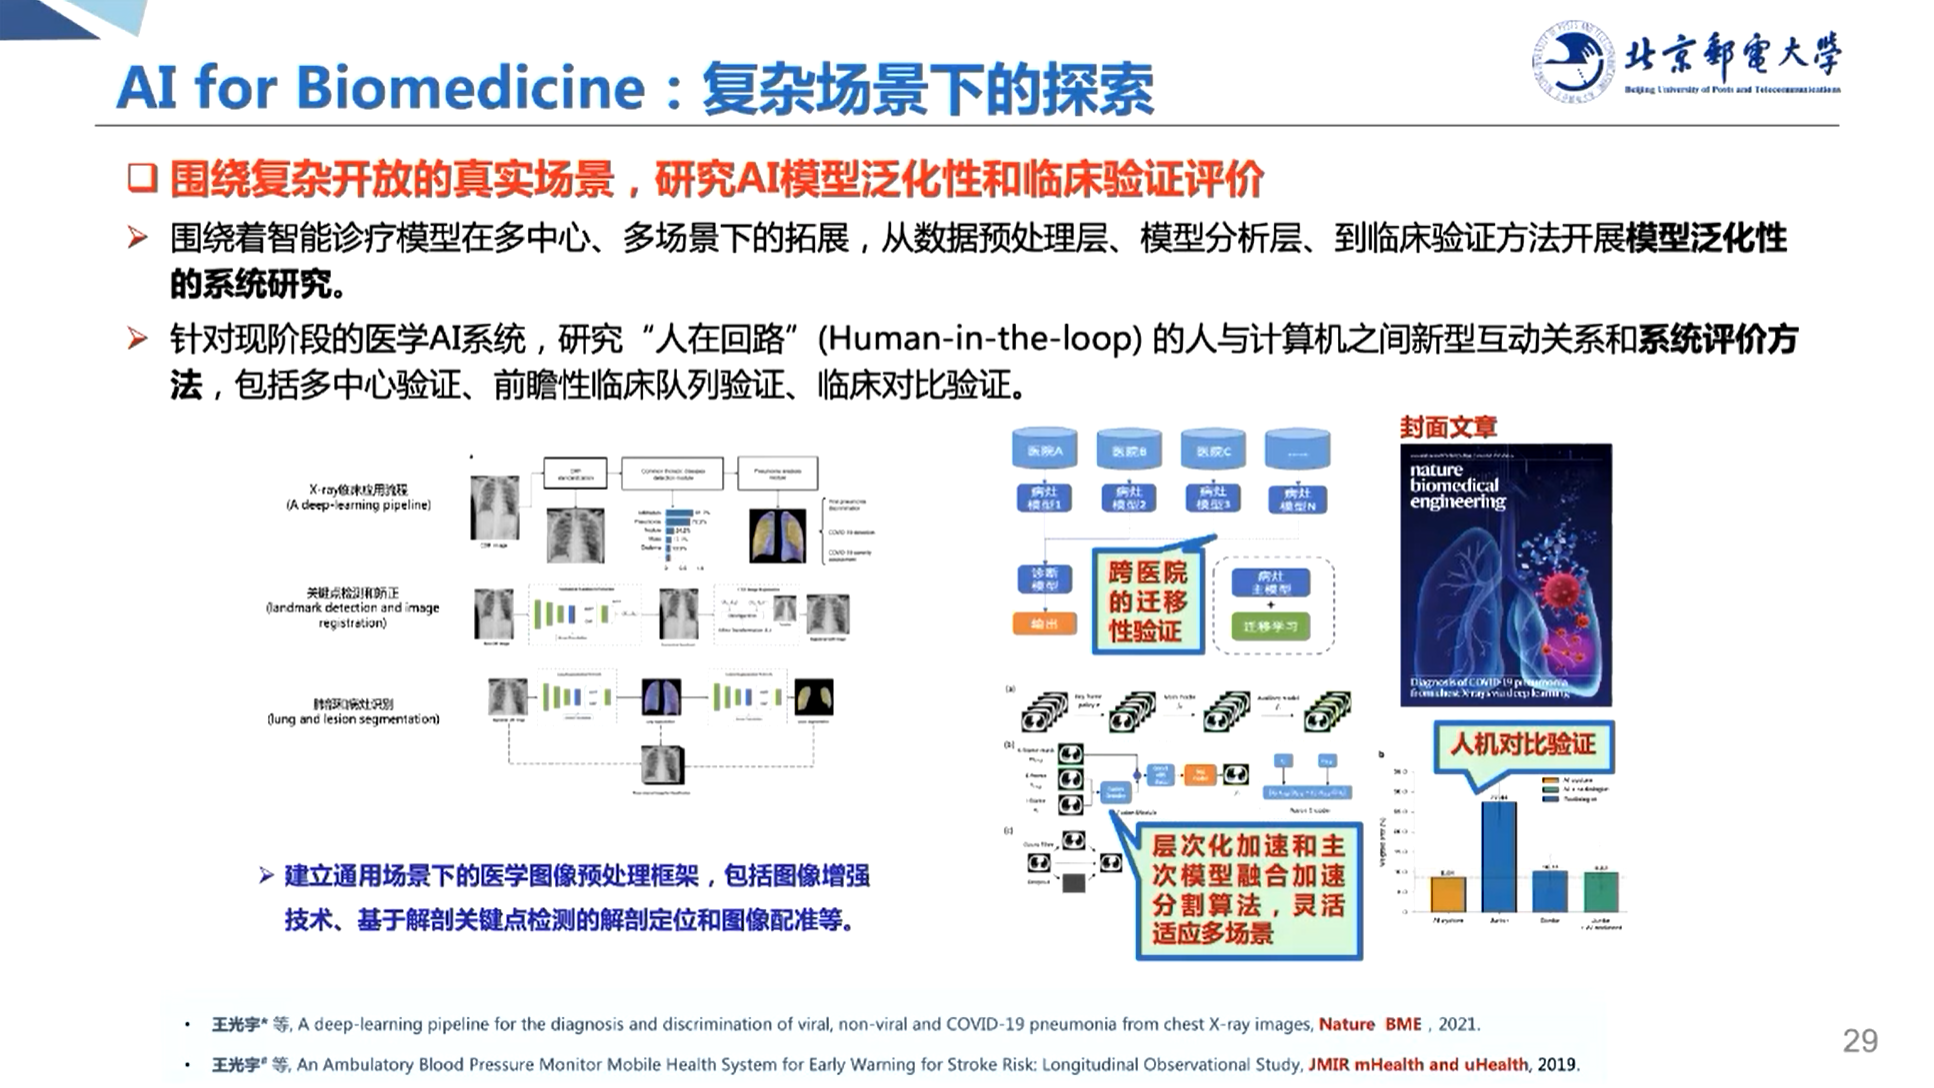 北京郵電大學
Beijing University of Posts and Telecommunications
AI for Biomedicine：复杂场景下的探索
围绕复杂开放的真实场景，研究AI模型泛化性和临床验证评价
围绕着智能诊疗模型在多中心、多场景下的拓展，从数据预处理层、模型分析层、到临床验证方法开展模型泛化性
的系统研究。
针对现阶段的医学AI系统，研究“人在回路”(Human-in-the-loop) 的人与计算机之间新型互动关系和系统评价方
法，包括多中心验证、前瞻性临床队列验证、临床对比验证。
X-ray临床应用流程
(A deep-learning pipeline)
关键点检测和矫正
(landmark detection and image
registration)
肺部和病灶识别
(lung and lesion segmentation)
建立通用场景下的医学图像预处理框架，包括图像增强
技术、基于解剖关键点检测的解剖定位和图像配准等。
医院A
医院B
医院C
......
病灶
模型1
病灶
模型2
病灶
模型3
病灶
模型N
诊断
模型
输出
跨医院
的迁移
性验证
病灶
主模型
+
迁移学习
(a)
(b)
(c)
层次化加速和主
次模型融合加速
分割算法，灵活
适应多场景
封面文章
nature
biomedical
engineering
Diagnosis of COVID-19 pneumonia
from chest X-rays via deep learning
人机对比验证
b
王光宇* 等, A deep-learning pipeline for the diagnosis and discrimination of viral, non-viral and COVID-19 pneumonia from chest X-ray images, Nature BME , 2021.
王光宇# 等, An Ambulatory Blood Pressure Monitor Mobile Health System for Early Warning for Stroke Risk: Longitudinal Observational Study, JMIR mHealth and uHealth, 2019.
29